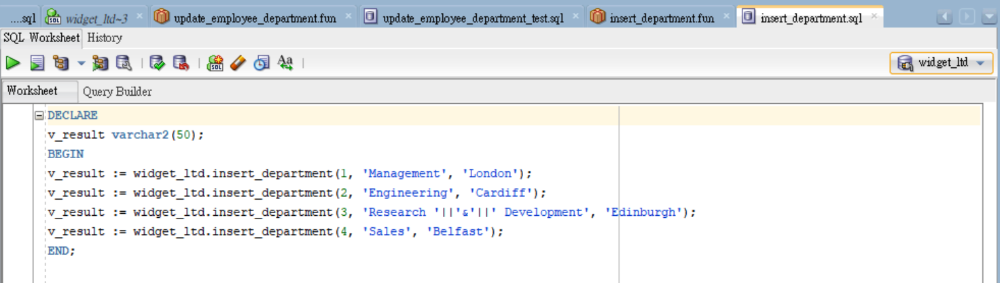 ....sql widget_ltd~3 update_employee_department.fun update_employee_department_test.sql insert_department.fun insert_department.sql
SQL Worksheet History
SQL Aa widget_ltd
Worksheet Query Builder
DECLARE
v_result varchar2(50);
BEGIN
v_result := widget_ltd.insert_department(1, 'Management', 'London');
v_result := widget_ltd.insert_department(2, 'Engineering', 'Cardiff');
v_result := widget_ltd.insert_department(3, 'Research '||'&'||' Development', 'Edinburgh');
v_result := widget_ltd.insert_department(4, 'Sales', 'Belfast');
END;